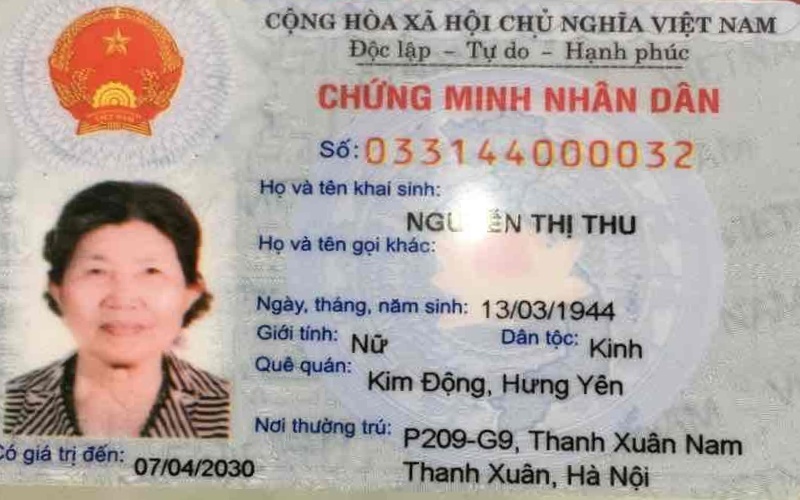 CỘNG HÒA XÃ HỘI CHỦ NGHĨA VIỆT NAM
Độc lập - Tự do - Hạnh phúc
CHỨNG MINH NHÂN DÂN
Số: 033144000032
Họ và tên khai sinh:
NGUYỄN THỊ THU
Họ và tên gọi khác:
Ngày, tháng, năm sinh: 13/03/1944
Giới tính: Nữ Dân tộc: Kinh
Quê quán:
Kim Động, Hưng Yên
Nơi thường trú: P209-G9, Thanh Xuân Nam
Thanh Xuân, Hà Nội
Có giá trị đến: 07/04/2030